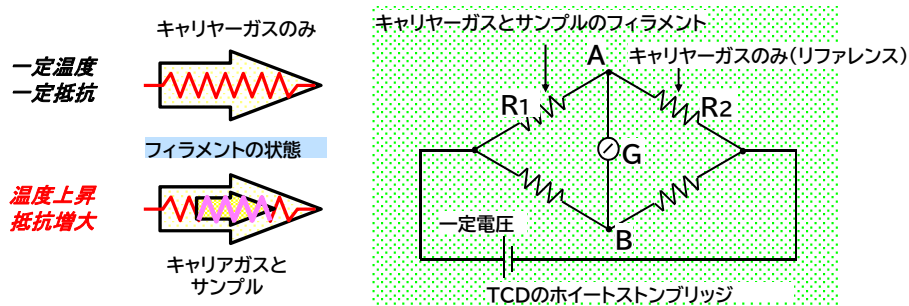 キャリヤーガスのみ
一定温度
一定抵抗
フィラメントの状態
温度上昇
抵抗増大
キャリアガスと
サンプル
キャリヤーガスとサンプルのフィラメント
キャリヤーガスのみ(リファレンス)
A
R1
R2
G
B
一定電圧
TCDのホイートストンブリッジ